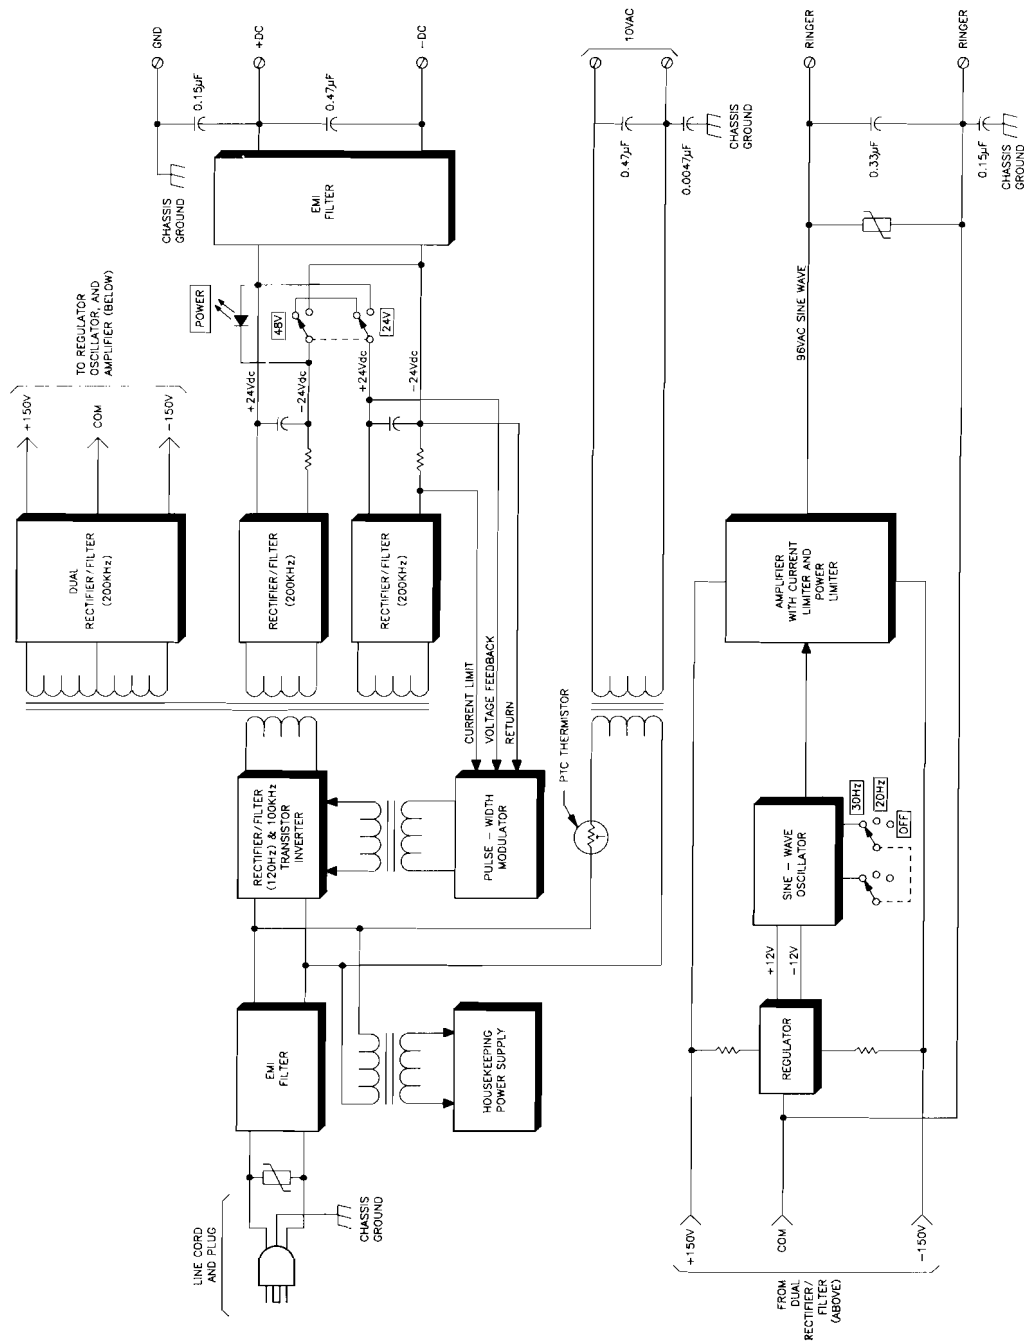 LINE CORD
AND PLUG
CHASSIS
GROUND
EMI
FILTER
HOUSEKEEPING
POWER SUPPLY
RECTIFIER/FILTER
(120Hz) & 100KHz
TRANSISTOR
INVERTER
PULSE – WIDTH
MODULATOR
CURRENT LIMIT
VOLTAGE FEEDBACK
RETURN
PTC THERMISTOR
DUAL
RECTIFIER/FILTER
(200KHz)
RECTIFIER/FILTER
(200KHz)
RECTIFIER/FILTER
(200KHz)
+150V
COM
-150V
TO REGULATOR
OSCILLATOR, AND
AMPLIFIER (BELOW)
+24Vdc
-24Vdc
+24Vdc
-24Vdc
POWER
48V
24V
EMI
FILTER
CHASSIS
GROUND
0.15µF
0.47µF
GND
+DC
-DC
10VAC
0.47µF
0.0047µF
CHASSIS
GROUND
FROM
DUAL
RECTIFIER/
FILTER
(ABOVE)
+150V
COM
-150V
REGULATOR
+12V
-12V
SINE – WAVE
OSCILLATOR
30Hz
20Hz
OFF
AMPLIFIER
WITH CURRENT
LIMITER AND
POWER
LIMITER
96VAC SINE WAVE
0.33µF
0.15µF
CHASSIS
GROUND
RINGER
RINGER